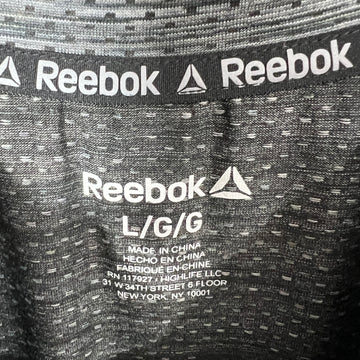 Reebok Reebok
Reebok
L/G/G
MADE IN CHINA
HECHO EN CHINA
FABRIQUÉ EN CHINE
RN 117027 / HIGHLIFE LLC
31 W 34TH STREET 6 FLOOR
NEW YORK, NY 10001